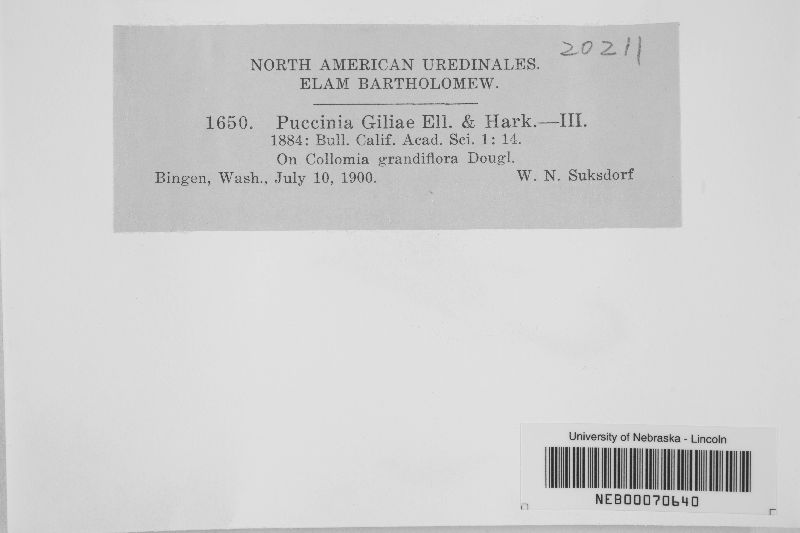 20211
NORTH AMERICAN UREDINALES.
ELAM BARTHOLOMEW.
1650. Puccinia Giliae Ell. & Hark.—III.
1884: Bull. Calif. Acad. Sci. 1: 14.
On Collomia grandiflora Dougl.
Bingen, Wash., July 10, 1900. W. N. Suksdorf
University of Nebraska - Lincoln
NEB00070640